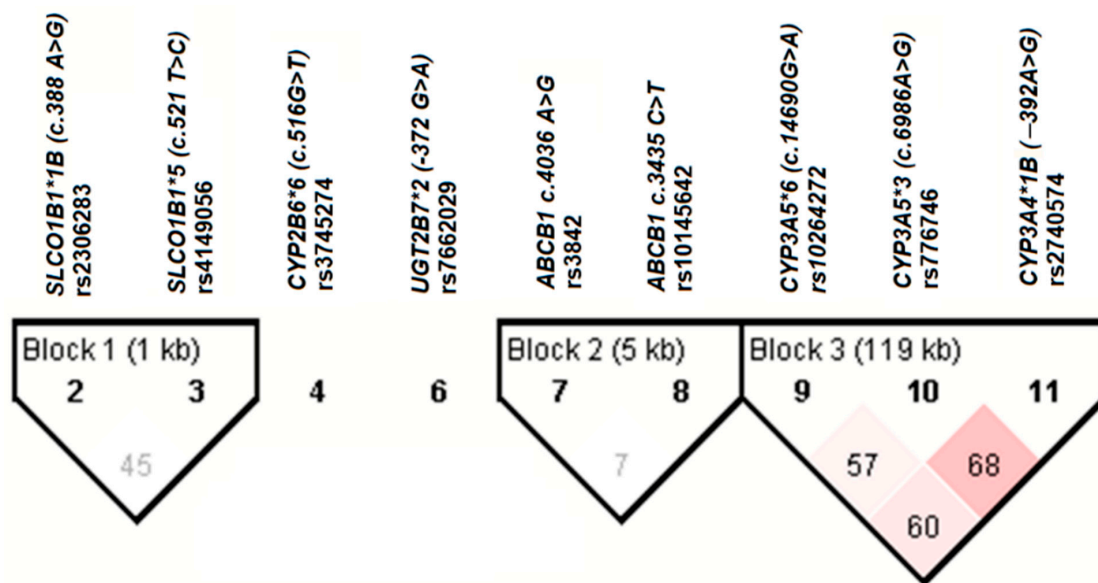 SLCO1B1*1B (c.388 A>G)
rs2306283
SLCO1B1*5 (c.521 T>C)
rs4149056
CYP2B6*6 (c.516G>T)
rs3745274
UGT2B7*2 (-372 G>A)
rs7662029
ABCB1 c.4036 A>G
rs3842
ABCB1 c.3435 C>T
rs10145642
CYP3A5*6 (c.14690G>A)
rs10264272
CYP3A5*3 (c.6986A>G)
rs776746
CYP3A4*1B (−392A>G)
rs2740574
Block 1 (1 kb) Block 2 (5 kb) Block 3 (119 kb)
2 3 4 6 7 8 9 10 11
45 7 57 68
60